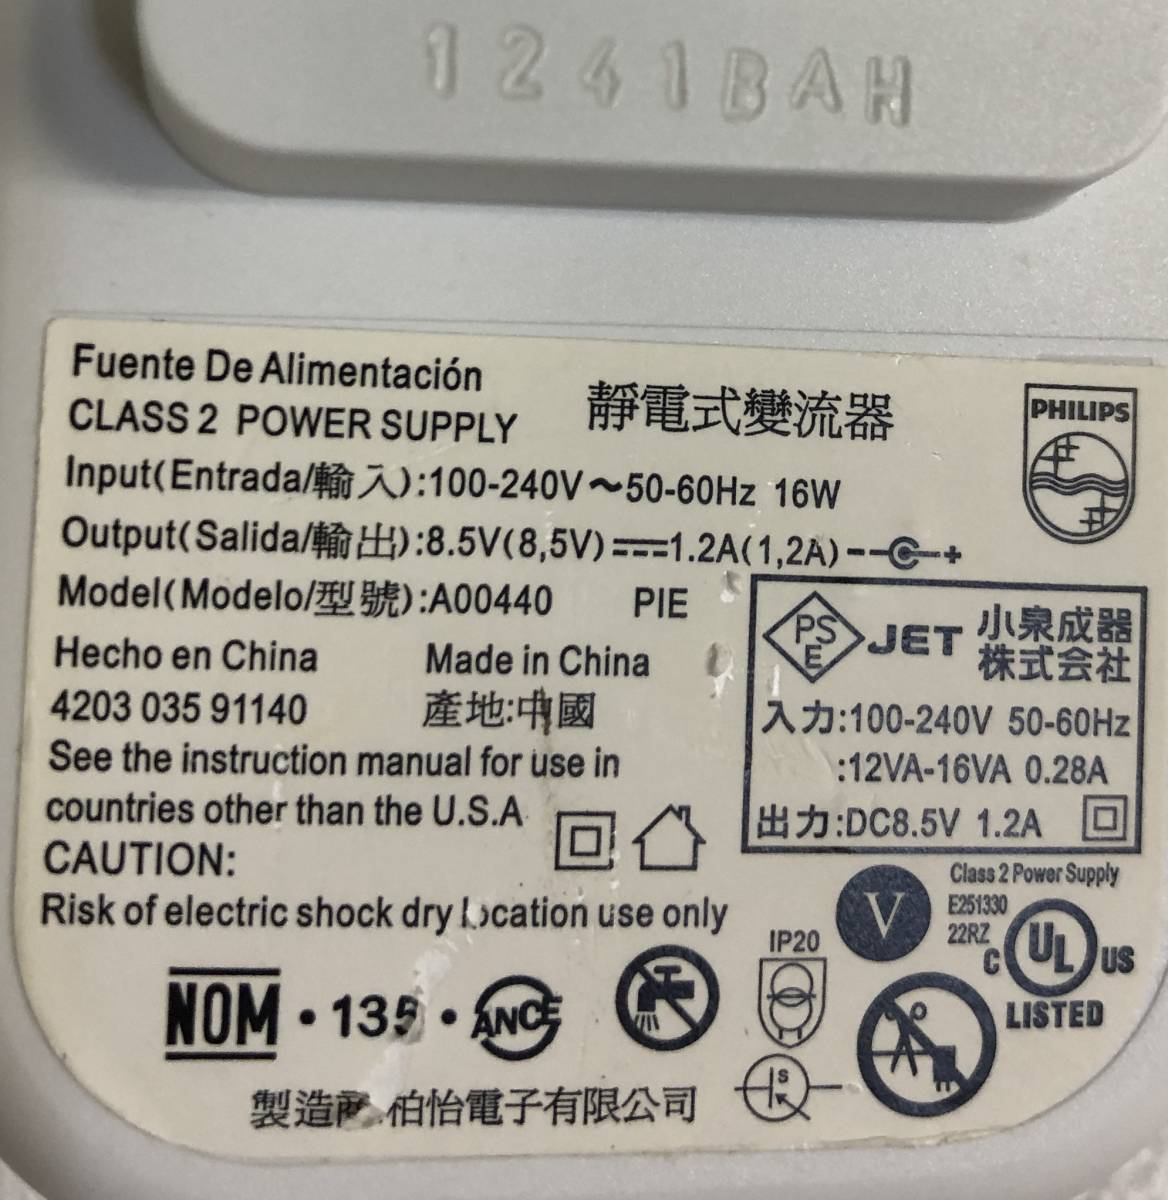 1241BAH
Fuente De Alimentación
CLASS 2 POWER SUPPLY
靜電式變流器
PHILIPS
Input(Entrada/輸入):100-240V～50-60Hz 16W
Output(Salida/輸出):8.5V(8,5V)⎓1.2A(1,2A)
Model(Modelo/型號):A00440 PIE
Hecho en China Made in China
4203 035 91140 產地:中國
See the instruction manual for use in
countries other than the U.S.A
CAUTION:
Risk of electric shock dry location use only
PS
E
JET
小泉成器
株式会社
入力:100-240V 50-60Hz
:12VA-16VA 0.28A
出力:DC8.5V 1.2A
V
Class 2 Power Supply
E251330
22RZ
C UL US
LISTED
IP20
NOM • 135 • ANCE
S
製造商:柏怡電子有限公司